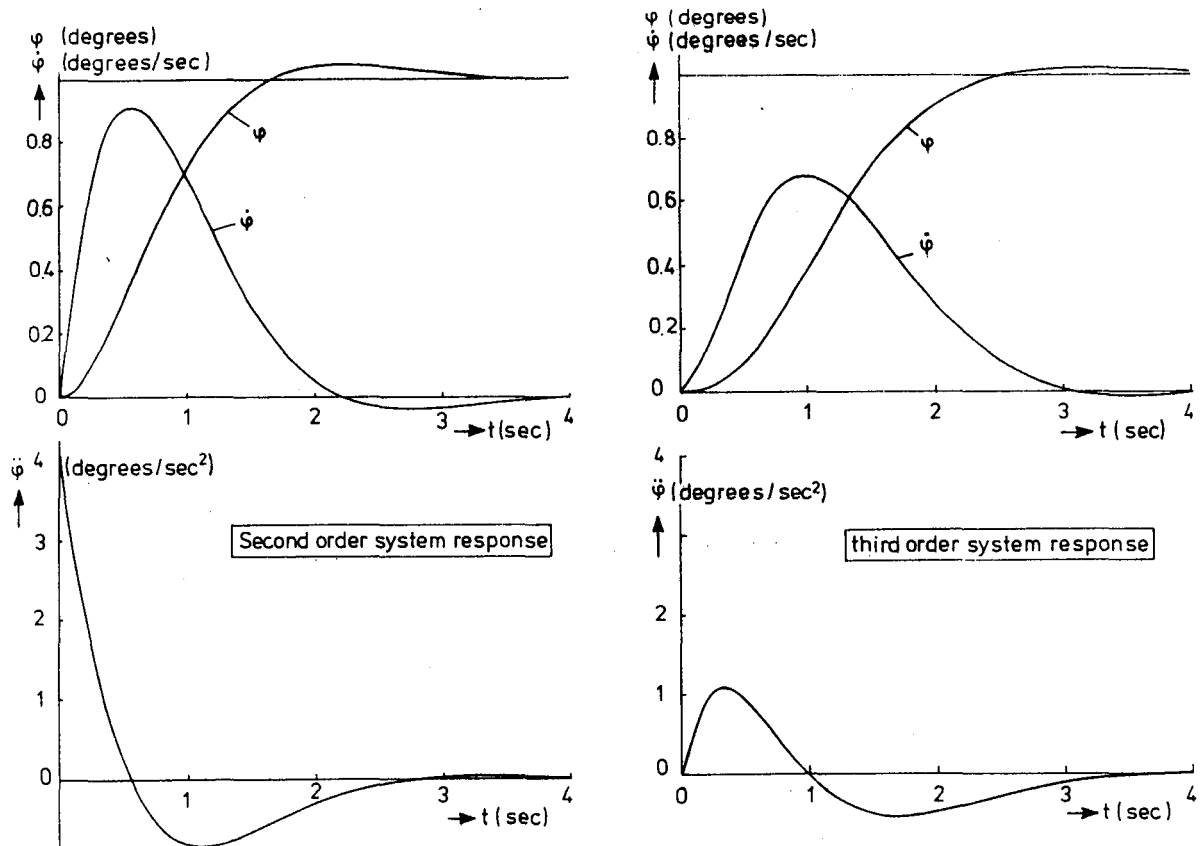 φ (degrees)
φ̇ (degrees/sec)
0.8
0.6
0.4
0.2
0
φ
φ̇
0 1 2 3 4
t (sec)
φ (degrees)
φ̇ (degrees/sec)
0.8
0.6
0.4
0.2
0
φ
φ̇
0 1 2 3 4
t (sec)
φ̈ (degrees/sec²)
4
3
2
1
0
Second order system response
1 2 3 4
t (sec)
4
φ̈ (degrees/sec²)
2
1
0
third order system response
0 1 2 3 4
t (sec)